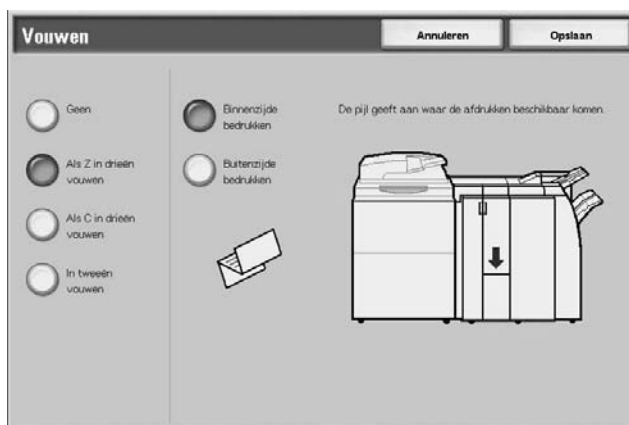 Vouwen
Annuleren
Opslaan
Geen
Als Z in drieën
vouwen
Als C in drieën
vouwen
In tweeën
vouwen
Binnenzijde
bedrukken
Buitenzijde
bedrukken
De pijl geeft aan waar de afdrukken beschikbaar komen.